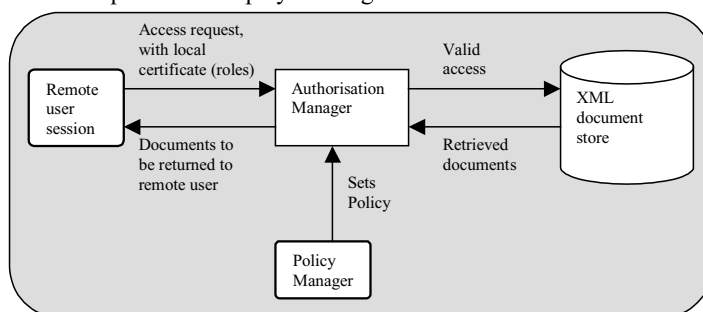 Access request,
with local
certificate (roles)
Valid
access
Remote
user
session
Authorisation
Manager
XML
document
store
Documents to
be returned to
remote user
Retrieved
documents
Sets
Policy
Policy
Manager